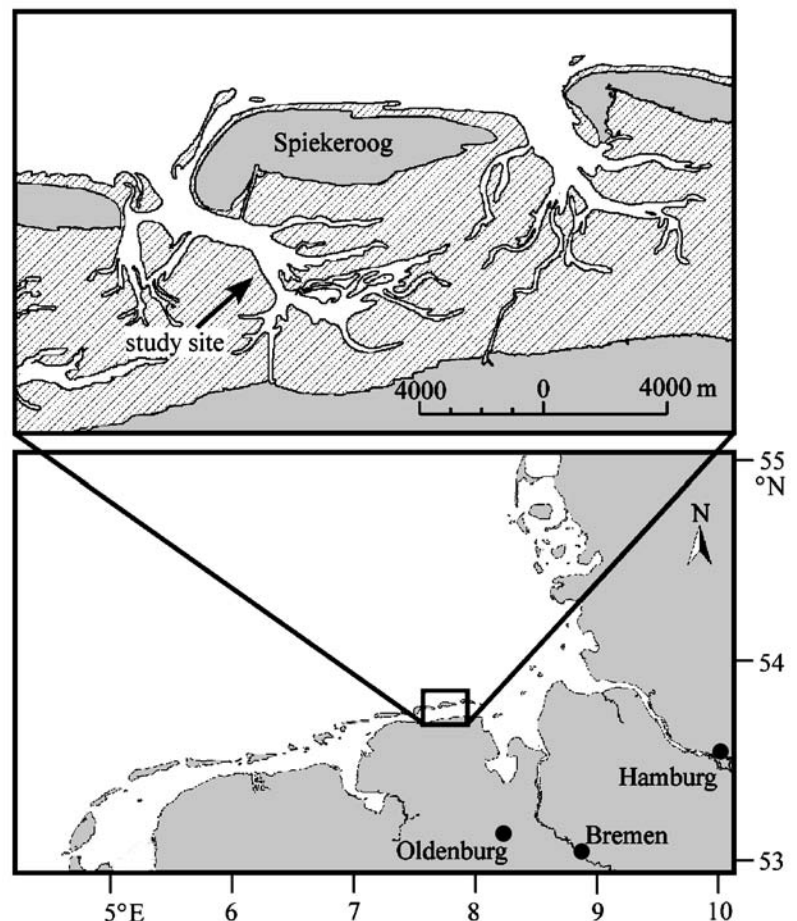 Spiekeroog
study site
4000 0 4000 m
55
°N
N
54
Hamburg
Oldenburg
Bremen
53
5°E 6 7 8 9 10